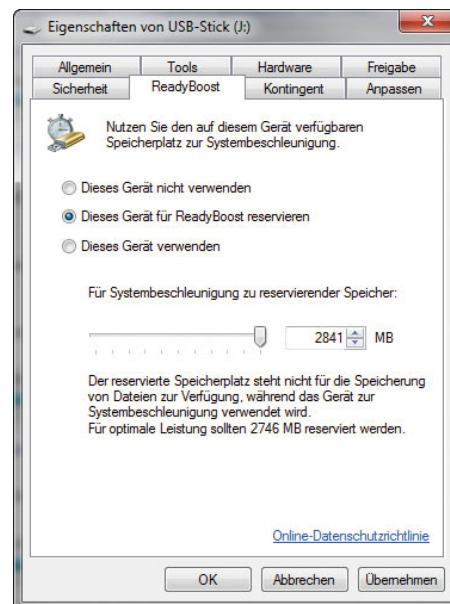 Eigenschaften von USB-Stick (J:)
Allgemein Tools Hardware Freigabe
Sicherheit ReadyBoost Kontingent Anpassen
Nutzen Sie den auf diesem Gerät verfügbaren
Speicherplatz zur Systembeschleunigung.
Dieses Gerät nicht verwenden
Dieses Gerät für ReadyBoost reservieren
Dieses Gerät verwenden
Für Systembeschleunigung zu reservierender Speicher:
2841 MB
Der reservierte Speicherplatz steht nicht für die Speicherung
von Dateien zur Verfügung, während das Gerät zur
Systembeschleunigung verwendet wird.
Für optimale Leistung sollten 2746 MB reserviert werden.
Online-Datenschutzrichtlinie
OK Abbrechen Übernehmen